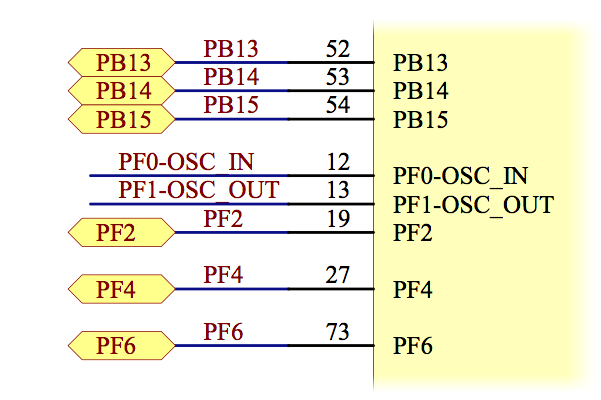 PB13 PB13 52 PB13
PB14 PB14 53 PB14
PB15 PB15 54 PB15
PF0-OSC_IN 12 PF0-OSC_IN
PF1-OSC_OUT 13 PF1-OSC_OUT
PF2 PF2 19 PF2
PF4 PF4 27 PF4
PF6 PF6 73 PF6